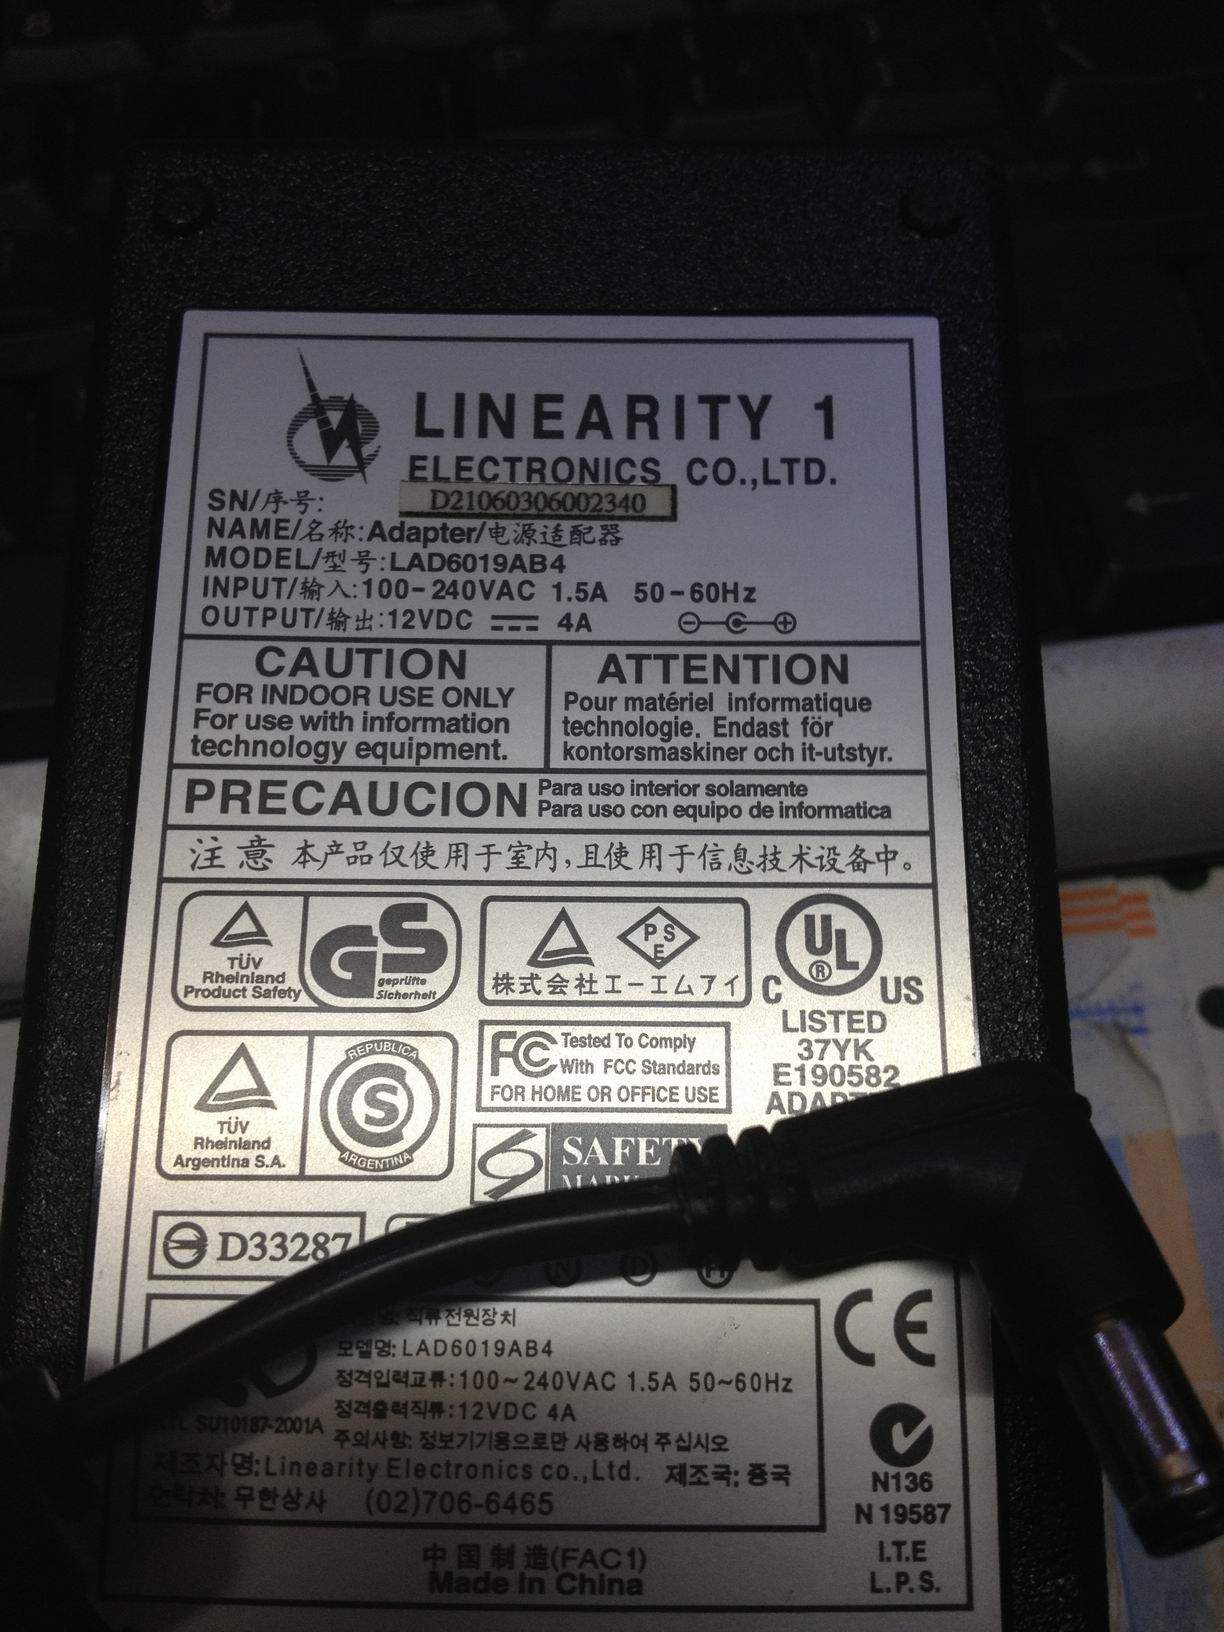 LINEARITY 1
ELECTRONICS CO.,LTD.
SN/序号: D21060306002340
NAME/名称:Adapter/电源适配器
MODEL/型号:LAD6019AB4
INPUT/输入:100-240VAC 1.5A 50-60Hz
OUTPUT/输出:12VDC 4A
CAUTION
FOR INDOOR USE ONLY
For use with information
technology equipment.
ATTENTION
Pour matériel informatique
technologie. Endast för
kontorsmaskiner och it-utstyr.
PRECAUCION
Para uso interior solamente
Para uso con equipo de informatica
注意 本产品仅使用于室内,且使用于信息技术设备中。
TÜV
Rheinland
Product Safety
GS
geprüfte
Sicherheit
PS
E
株式会社エーエムアイ
C UL ® US
LISTED
37YK
E190582
TÜV
Rheinland
Argentina S.A.
REPUBLICA
S
ARGENTINA
FC Tested To Comply
With FCC Standards
FOR HOME OR OFFICE USE
D33287
N D FI
직류전원장치
모델명:LAD6019AB4
정격입력교류:100~240VAC 1.5A 50~60Hz
정격출력직류:12VDC 4A
SU10187-2001A
주의사항: 정보기기용으로만 사용하여 주십시오
제조자명:Linearity Electronics co.,Ltd. 제조국: 중국
연락처: 무한상사 (02)706-6465
CE
N136
N19587
I.T.E
L.P.S.
中国制造(FAC1)
Made In China